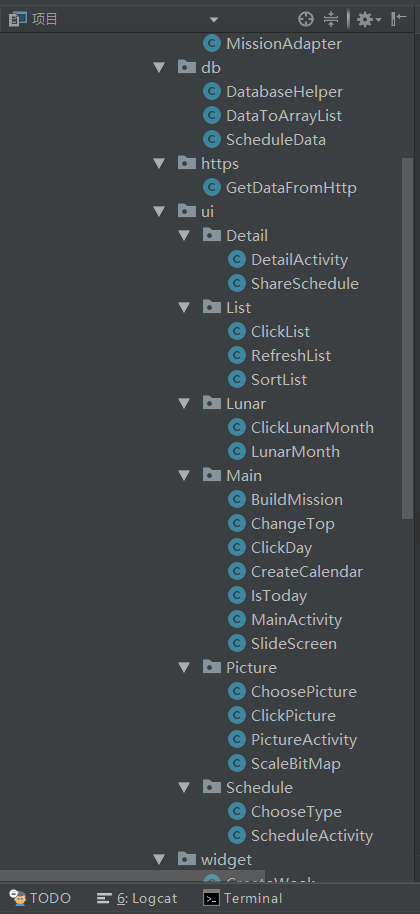 项目
MissionAdapter
db
DatabaseHelper
DataToArrayList
ScheduleData
https
GetDataFromHttp
ui
Detail
DetailActivity
ShareSchedule
List
ClickList
RefreshList
SortList
Lunar
ClickLunarMonth
LunarMonth
Main
BuildMission
ChangeTop
ClickDay
CreateCalendar
IsToday
MainActivity
SlideScreen
Picture
ChoosePicture
ClickPicture
PictureActivity
ScaleBitMap
Schedule
ChooseType
ScheduleActivity
widget
TODO 6: Logcat Terminal